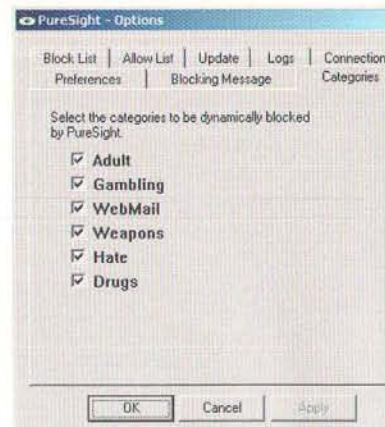 PureSight - Options
Block List Allow List Update Logs Connection
Preferences Blocking Message Categories
Select the categories to be dynamically blocked
by PureSight.
Adult
Gambling
WebMail
Weapons
Hate
Drugs
OK Cancel Apply